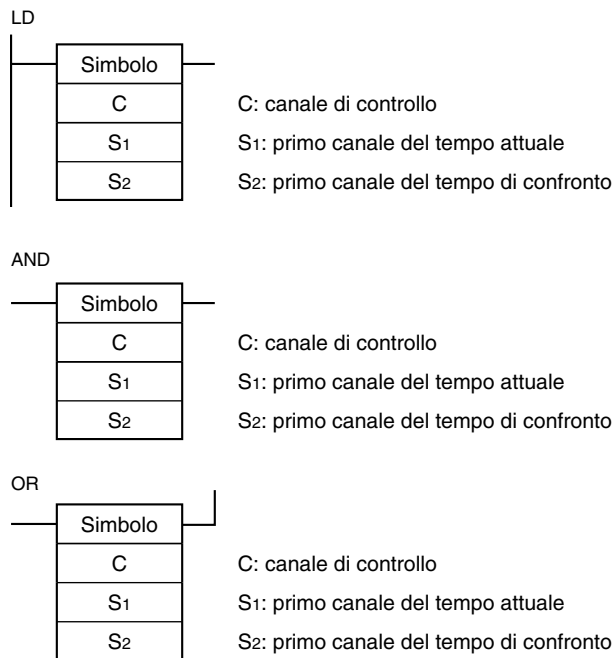 LD
Simbolo
C C: canale di controllo
S1 S1: primo canale del tempo attuale
S2 S2: primo canale del tempo di confronto
AND
Simbolo
C C: canale di controllo
S1 S1: primo canale del tempo attuale
S2 S2: primo canale del tempo di confronto
OR
Simbolo
C C: canale di controllo
S1 S1: primo canale del tempo attuale
S2 S2: primo canale del tempo di confronto